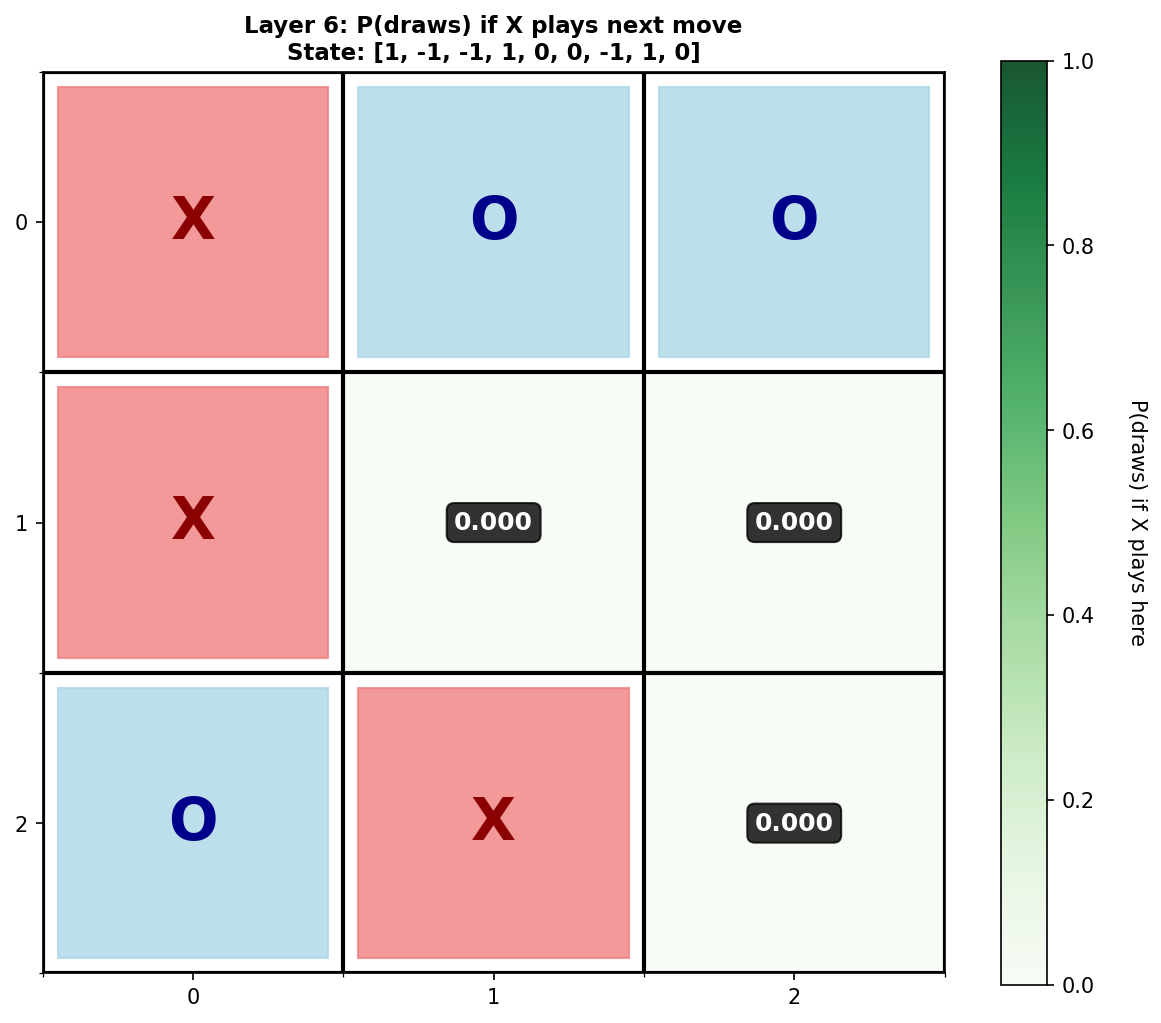 Layer 6: P(draws) if X plays next move
State: [1, -1, -1, 1, 0, 0, -1, 1, 0]
0 X O O
1 X 0.000 0.000
2 O X 0.000
0 1 2
1.0
0.8
0.6
0.4
0.2
0.0
P(draws) if X plays here